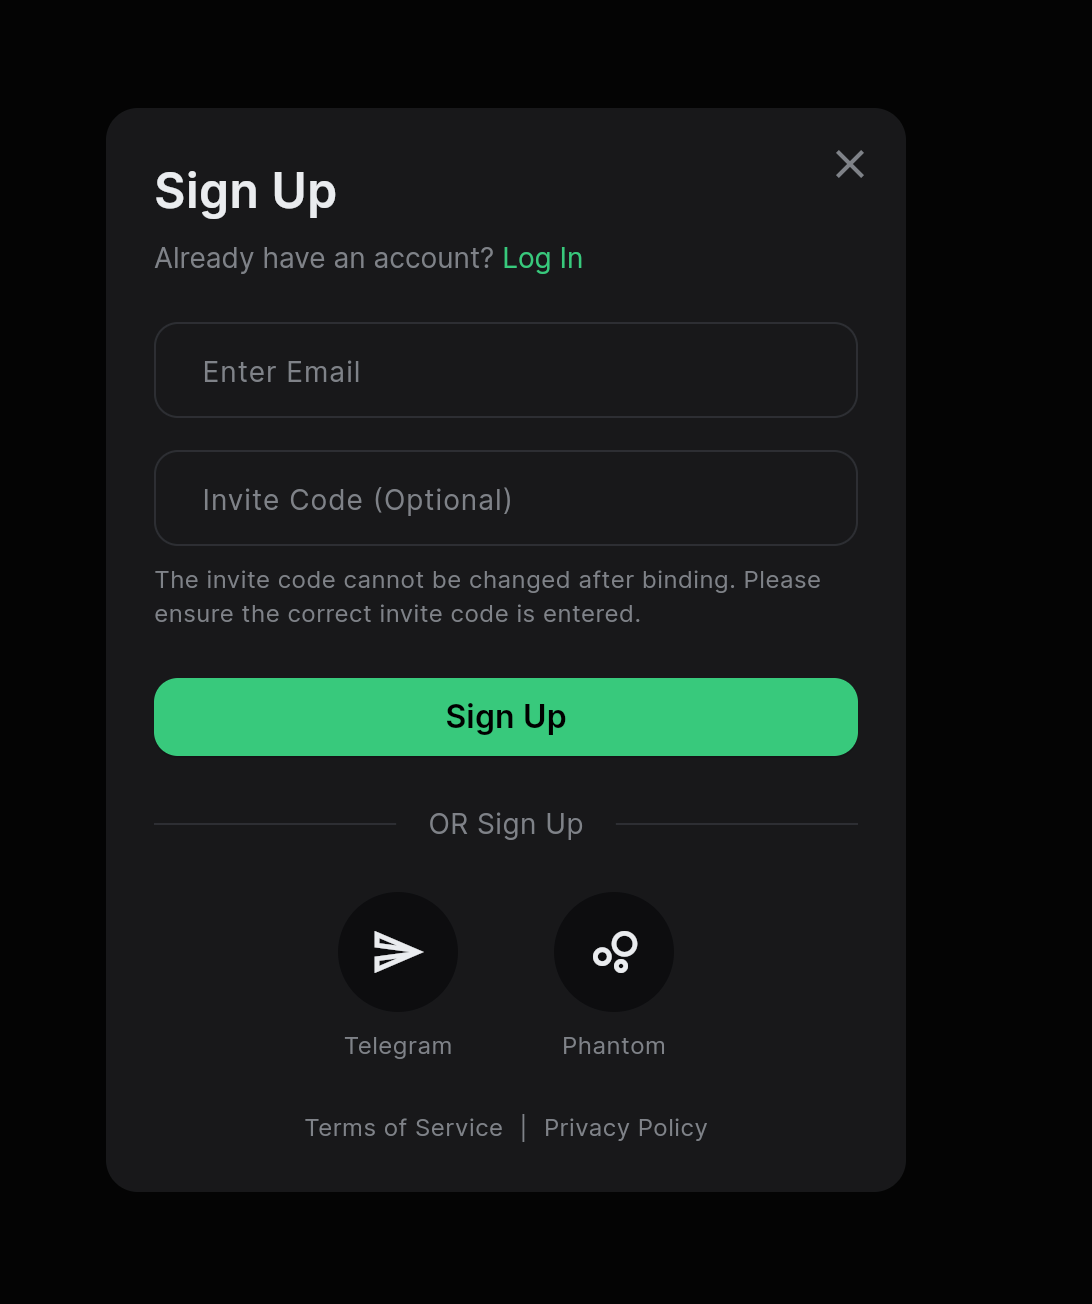 Sign Up
Already have an account? Log In
Enter Email
Invite Code (Optional)
The invite code cannot be changed after binding. Please
ensure the correct invite code is entered.
Sign Up
OR Sign Up
Telegram
Phantom
Terms of Service | Privacy Policy